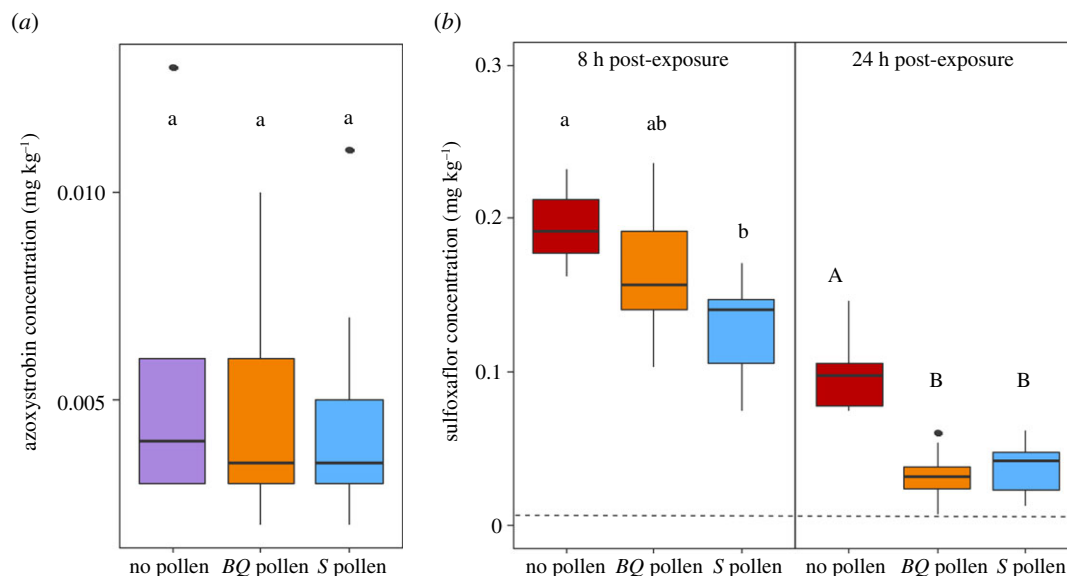 (a)
azoxystrobin concentration (mg kg⁻¹)
0.010
0.005
a
a
a
no pollen
BQ pollen
S pollen
(b)
sulfoxaflor concentration (mg kg⁻¹)
0.3
0.2
0.1
0
8 h post-exposure
a
ab
b
no pollen
BQ pollen
S pollen
24 h post-exposure
A
B
B
no pollen
BQ pollen
S pollen